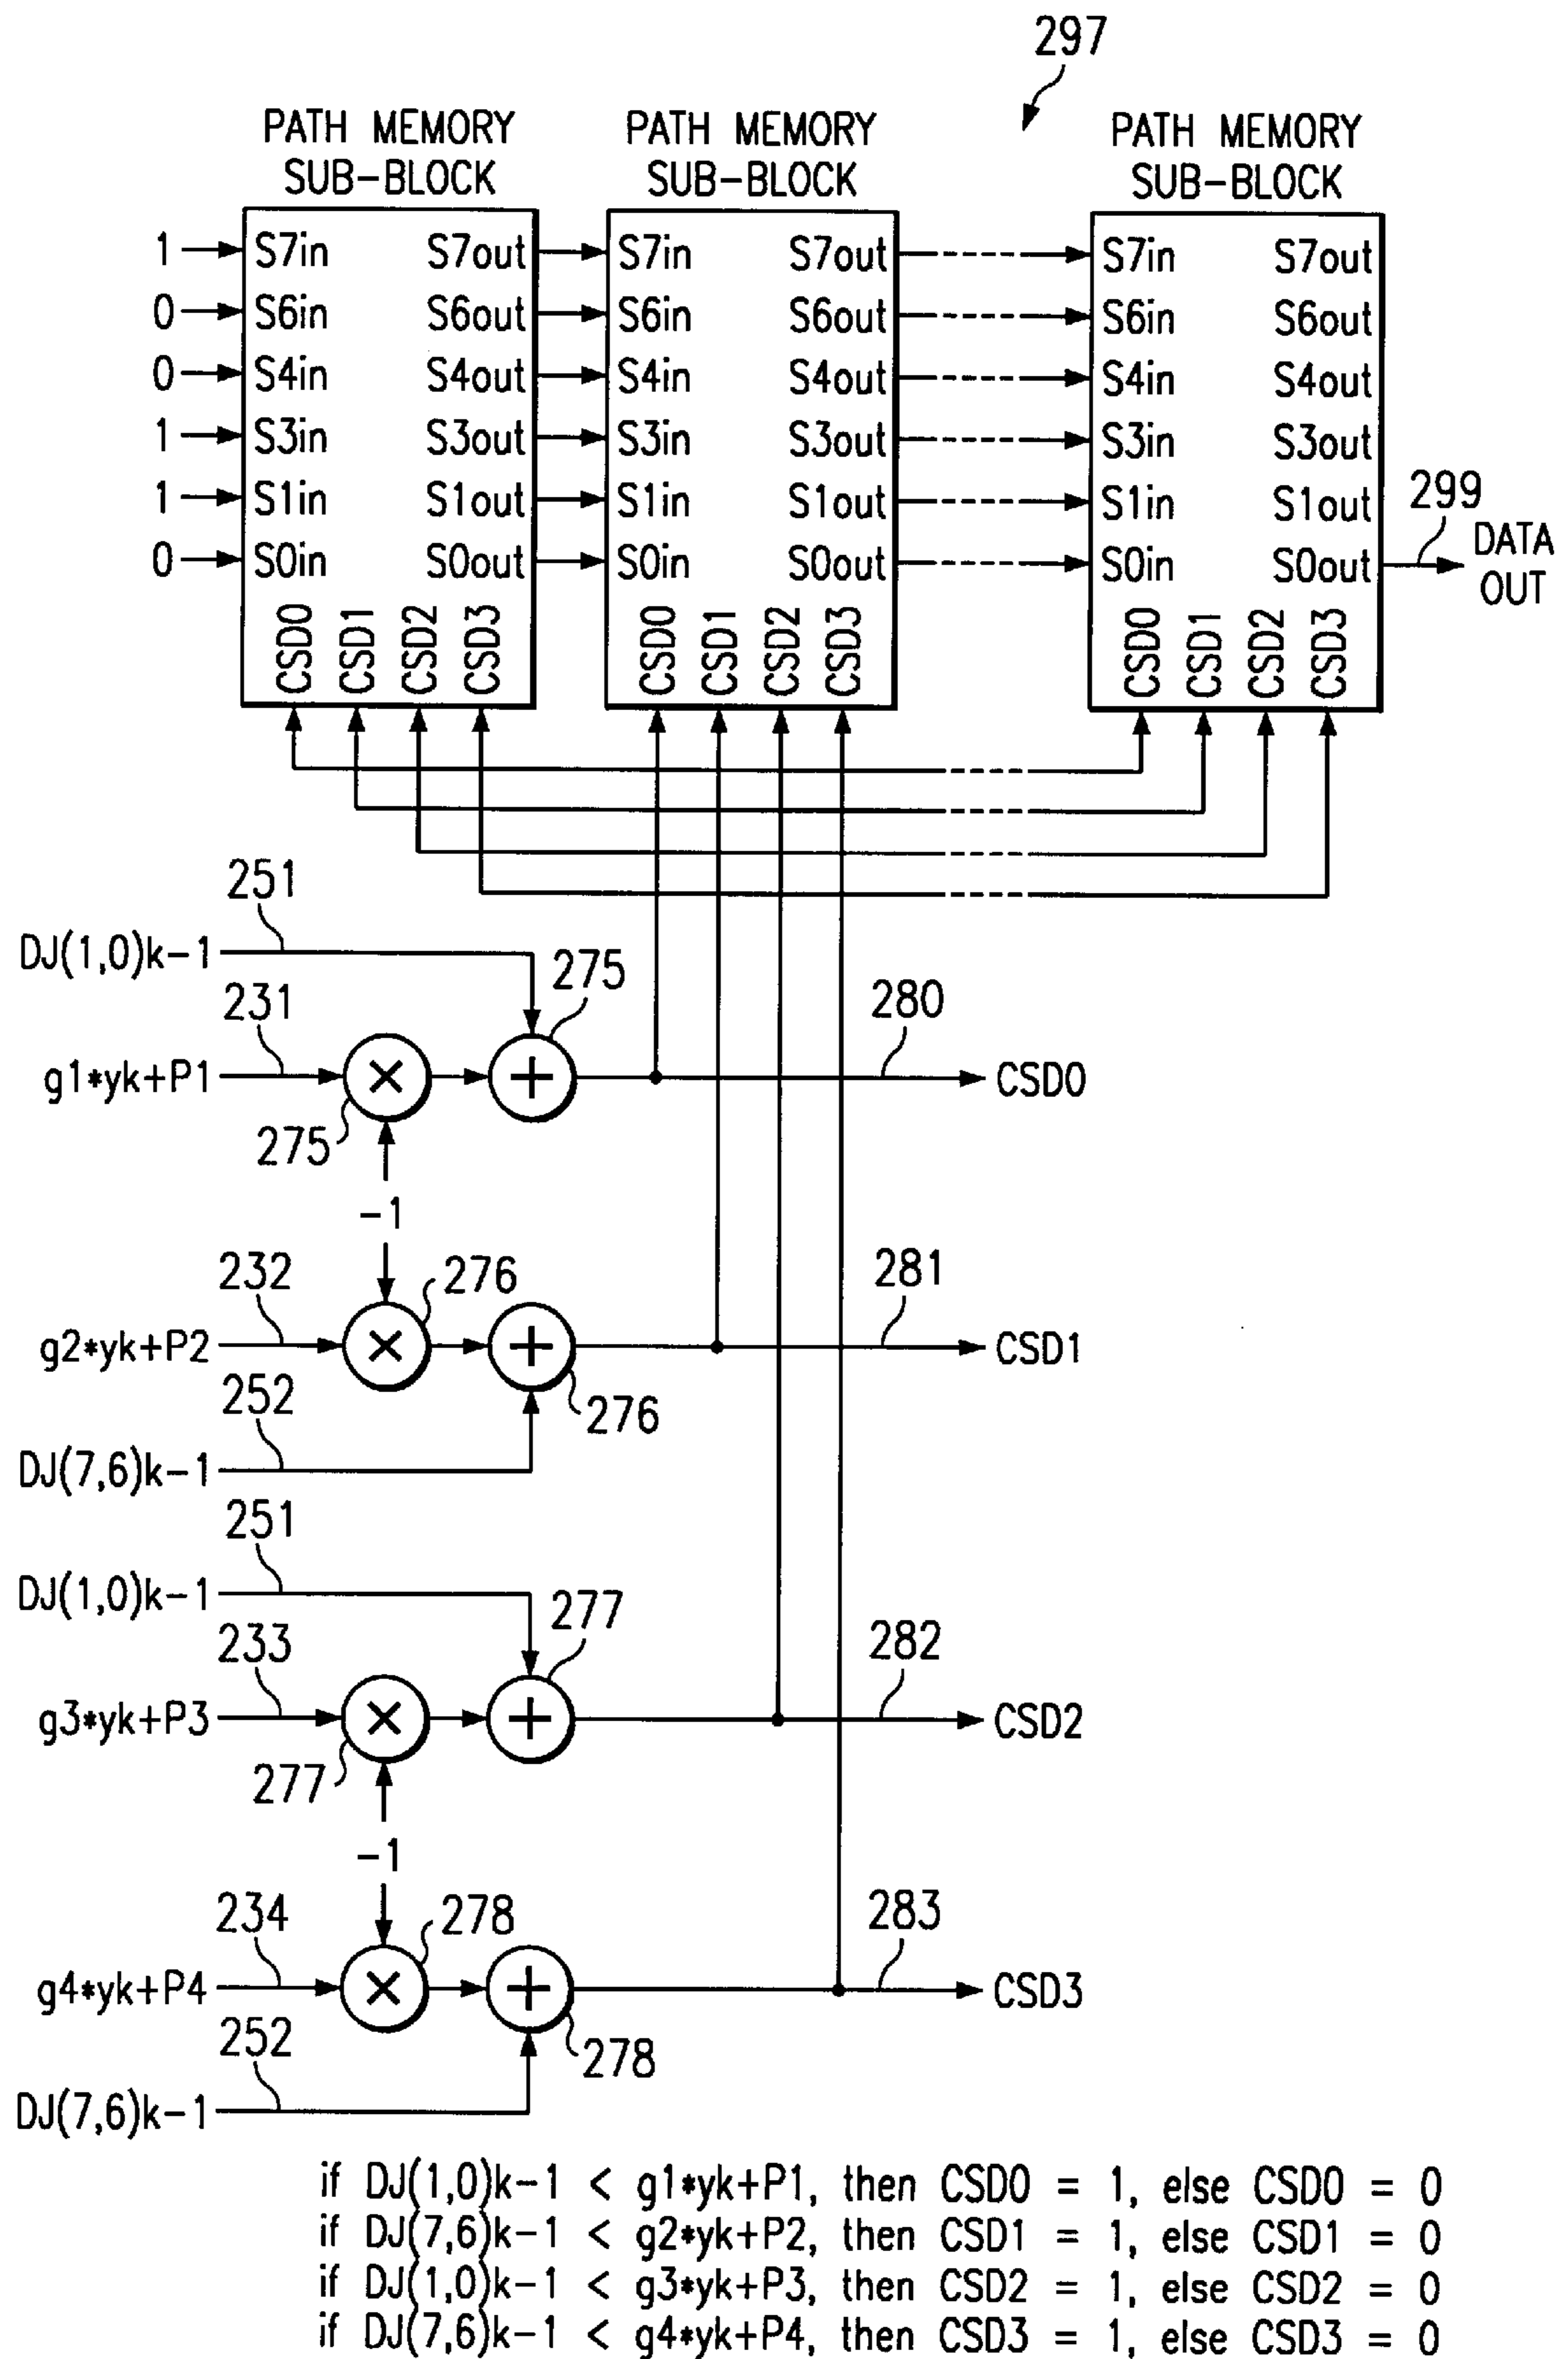 297
PATH MEMORY SUB-BLOCK
PATH MEMORY SUB-BLOCK
PATH MEMORY SUB-BLOCK
1 S7in S7out S7in S7out S7in S7out
0 S6in S6out S6in S6out S6in S6out
0 S4in S4out S4in S4out S4in S4out
1 S3in S3out S3in S3out S3in S3out
1 S1in S1out S1in S1out S1in S1out
0 S0in S0out S0in S0out S0in S0out
299
DATA OUT
CSD0 CSD1 CSD2 CSD3 CSD0 CSD1 CSD2 CSD3 CSD0 CSD1 CSD2 CSD3
251
DJ(1,0)k-1
275
231
280
g1*yk+P1
×
+
CSD0
275
-1
232
276
281
g2*yk+P2
×
+
CSD1
252
276
DJ(7,6)k-1
251
DJ(1,0)k-1
277
233
282
g3*yk+P3
×
+
CSD2
277
-1
234
278
283
g4*yk+P4
×
+
CSD3
252
278
DJ(7,6)k-1
if DJ(1,0)k-1 < g1*yk+P1, then CSD0 = 1, else CSD0 = 0
if DJ(7,6)k-1 < g2*yk+P2, then CSD1 = 1, else CSD1 = 0
if DJ(1,0)k-1 < g3*yk+P3, then CSD2 = 1, else CSD2 = 0
if DJ(7,6)k-1 < g4*yk+P4, then CSD3 = 1, else CSD3 = 0